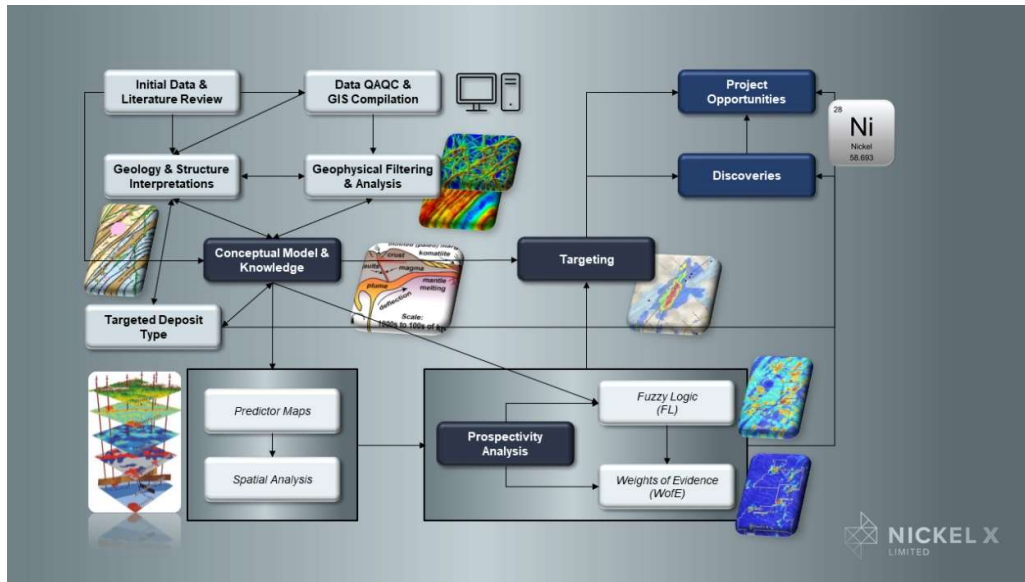 Initial Data &
Literature Review
Data QAQC &
GIS Compilation
Project
Opportunities
28
Ni
Nickel
58.693
Geology & Structure
Interpretations
Geophysical Filtering
& Analysis
Discoveries
Conceptual Model &
Knowledge
komatiite
crust
magma
plume
mantle
melting
deflection
Scale:
Targeting
Targeted Deposit
Type
Predictor Maps
Spatial Analysis
Prospectivity
Analysis
Fuzzy Logic
(FL)
Weights of Evidence
(WofE)
NICKEL X
LIMITED